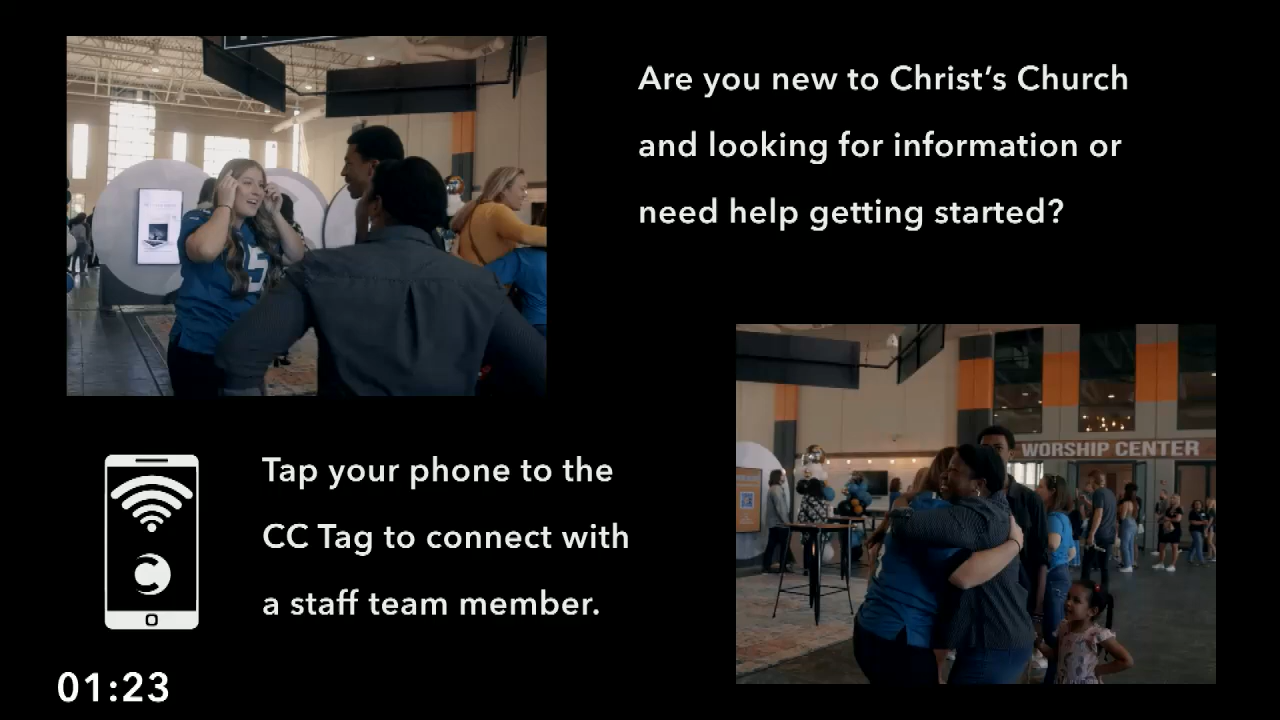 Are you new to Christ's Church
and looking for information or
need help getting started?
5
WORSHIP CENTER
Tap your phone to the
CC Tag to connect with
a staff team member.
01:23